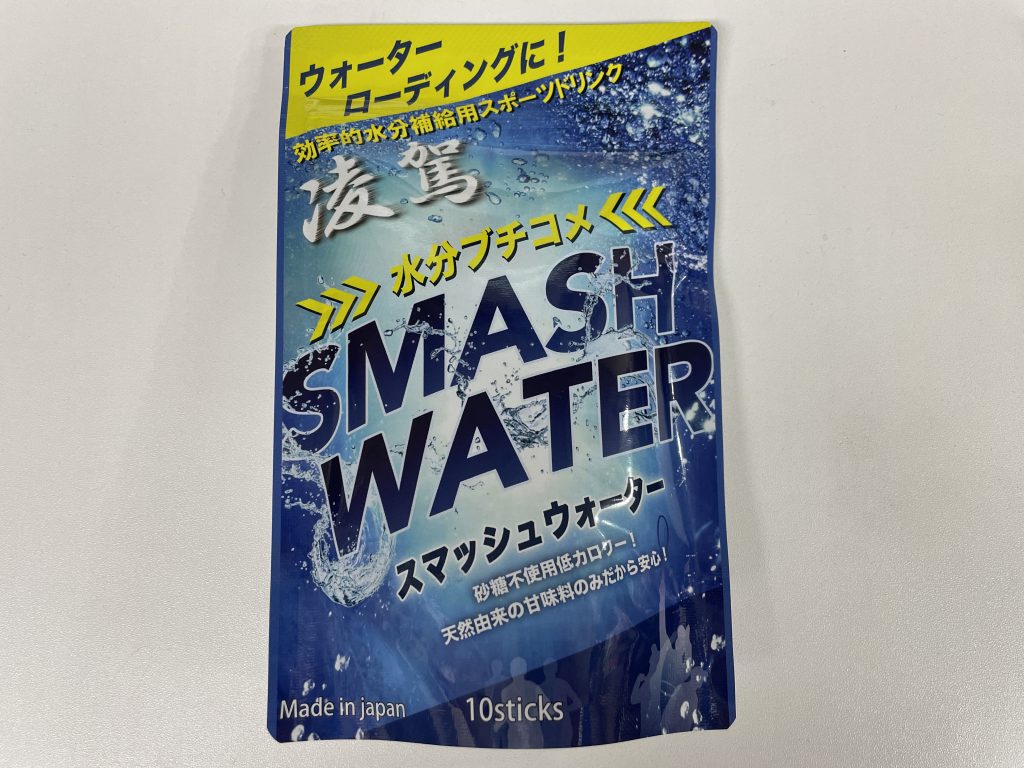 ウォーター
ローディングに！
効率的水分補給用スポーツドリンク
凌駕
>>> 水分ブチコメ <<<
SMASH
WATER
スマッシュウォーター
砂糖不使用低カロリー！
天然由来の甘味料のみだから安心！
Made in japan
10sticks